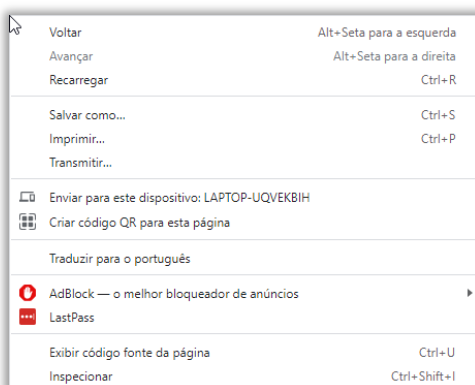 Voltar Alt+Seta para a esquerda
Avançar Alt+Seta para a direita
Recarregar Ctrl+R
Salvar como... Ctrl+S
Imprimir... Ctrl+P
Transmitir...
Enviar para este dispositivo: LAPTOP-UQVEKBIH
Criar código QR para esta página
Traduzir para o português
AdBlock — o melhor bloqueador de anúncios
LastPass
Exibir código fonte da página Ctrl+U
Inspecionar Ctrl+Shift+I